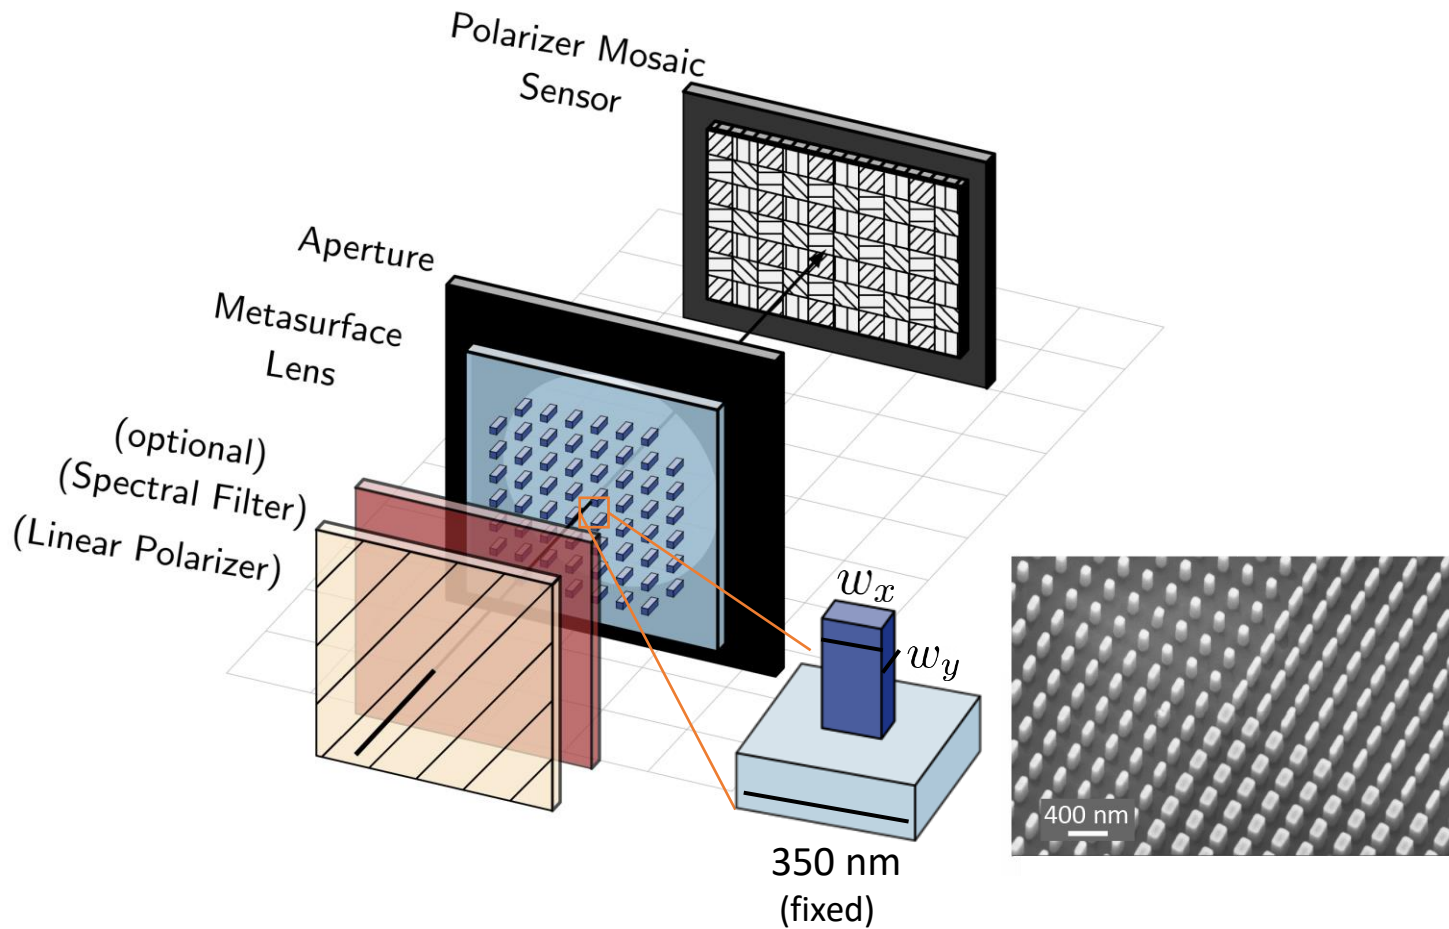 Polarizer Mosaic
Sensor
Aperture
Metasurface
Lens
(optional)
(Spectral Filter)
(Linear Polarizer)
w_x
w_y
350 nm
(fixed)
400 nm